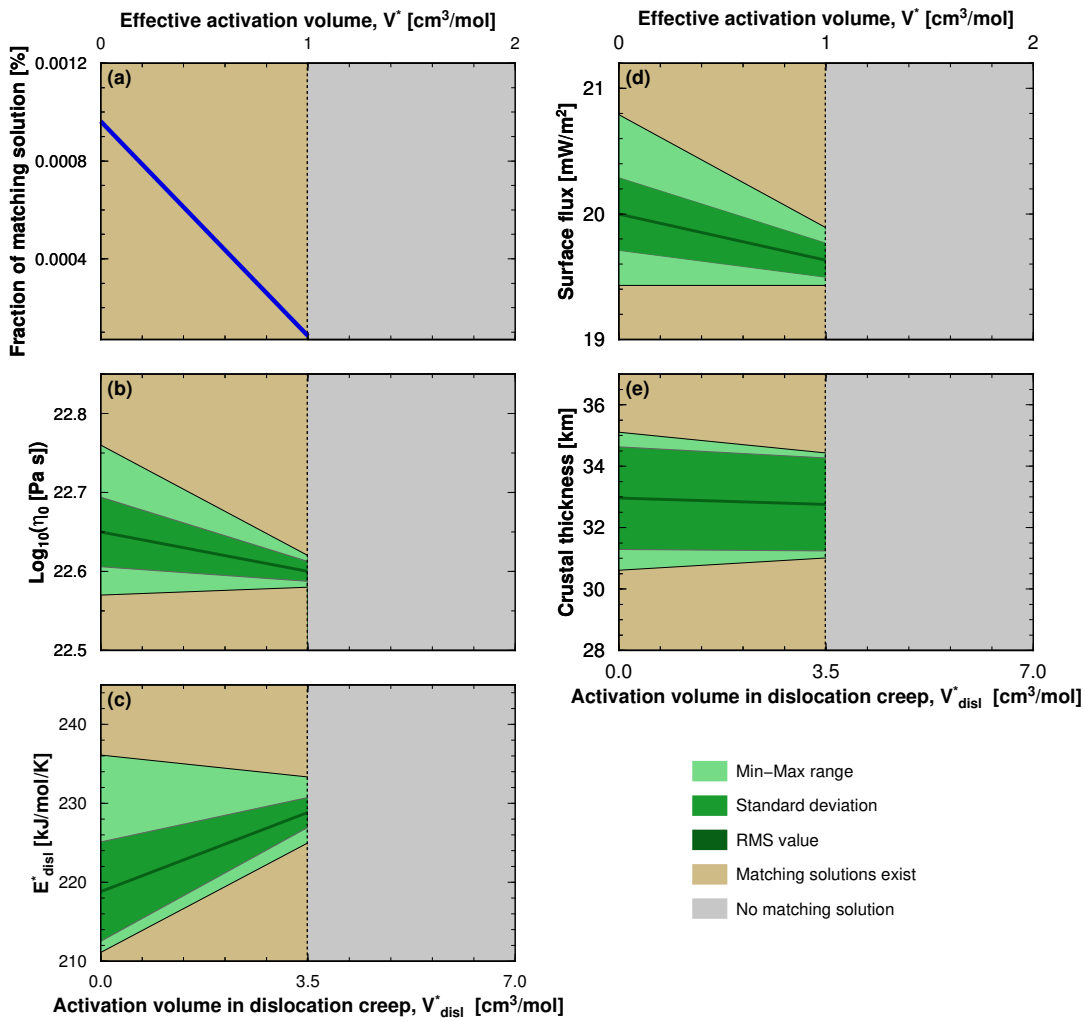 Effective activation volume, V* [cm³/mol]
0 1 2
(a)
0.0012
0.0008
0.0004
Fraction of matching solution [%]
(b)
22.8
22.7
22.6
22.5
Log₁₀(η₀ [Pa s])
(c)
240
230
220
210
E*disl [kJ/mol/K]
0.0 3.5 7.0
Activation volume in dislocation creep, V*disl [cm³/mol]
Effective activation volume, V* [cm³/mol]
0 1 2
(d)
21
20
19
Surface flux [mW/m²]
(e)
36
34
32
30
28
Crustal thickness [km]
0.0 3.5 7.0
Activation volume in dislocation creep, V*disl [cm³/mol]
Min–Max range
Standard deviation
RMS value
Matching solutions exist
No matching solution